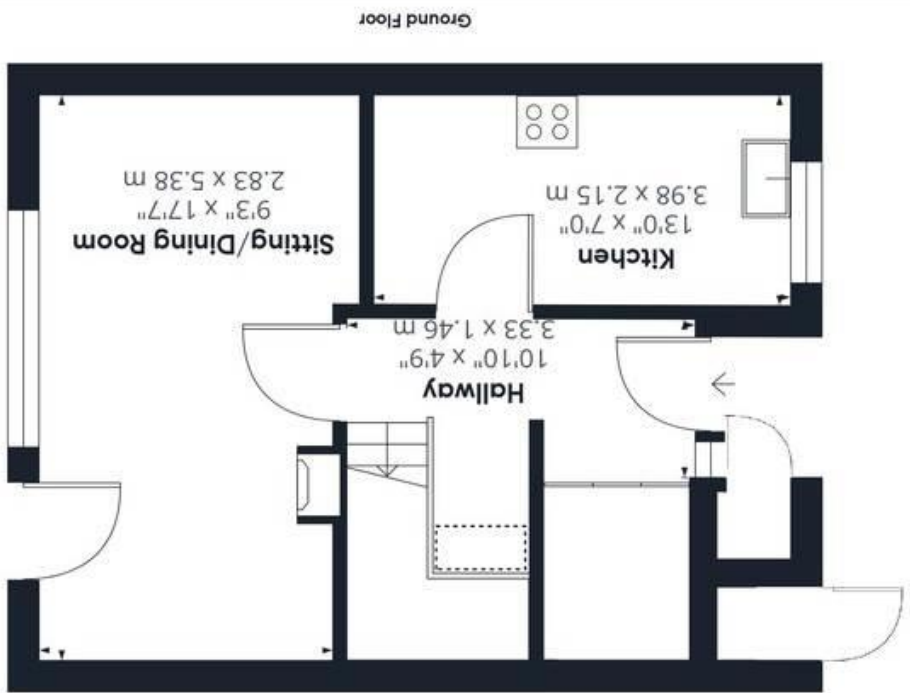 Hallway
10'10" x 4'9"
3.33 x 1.46 m
Sitting/Dining Room
9'3" x 17'7"
2.83 x 5.38 m
Kitchen
13'0" x 7'0"
3.98 x 2.15 m
Ground Floor